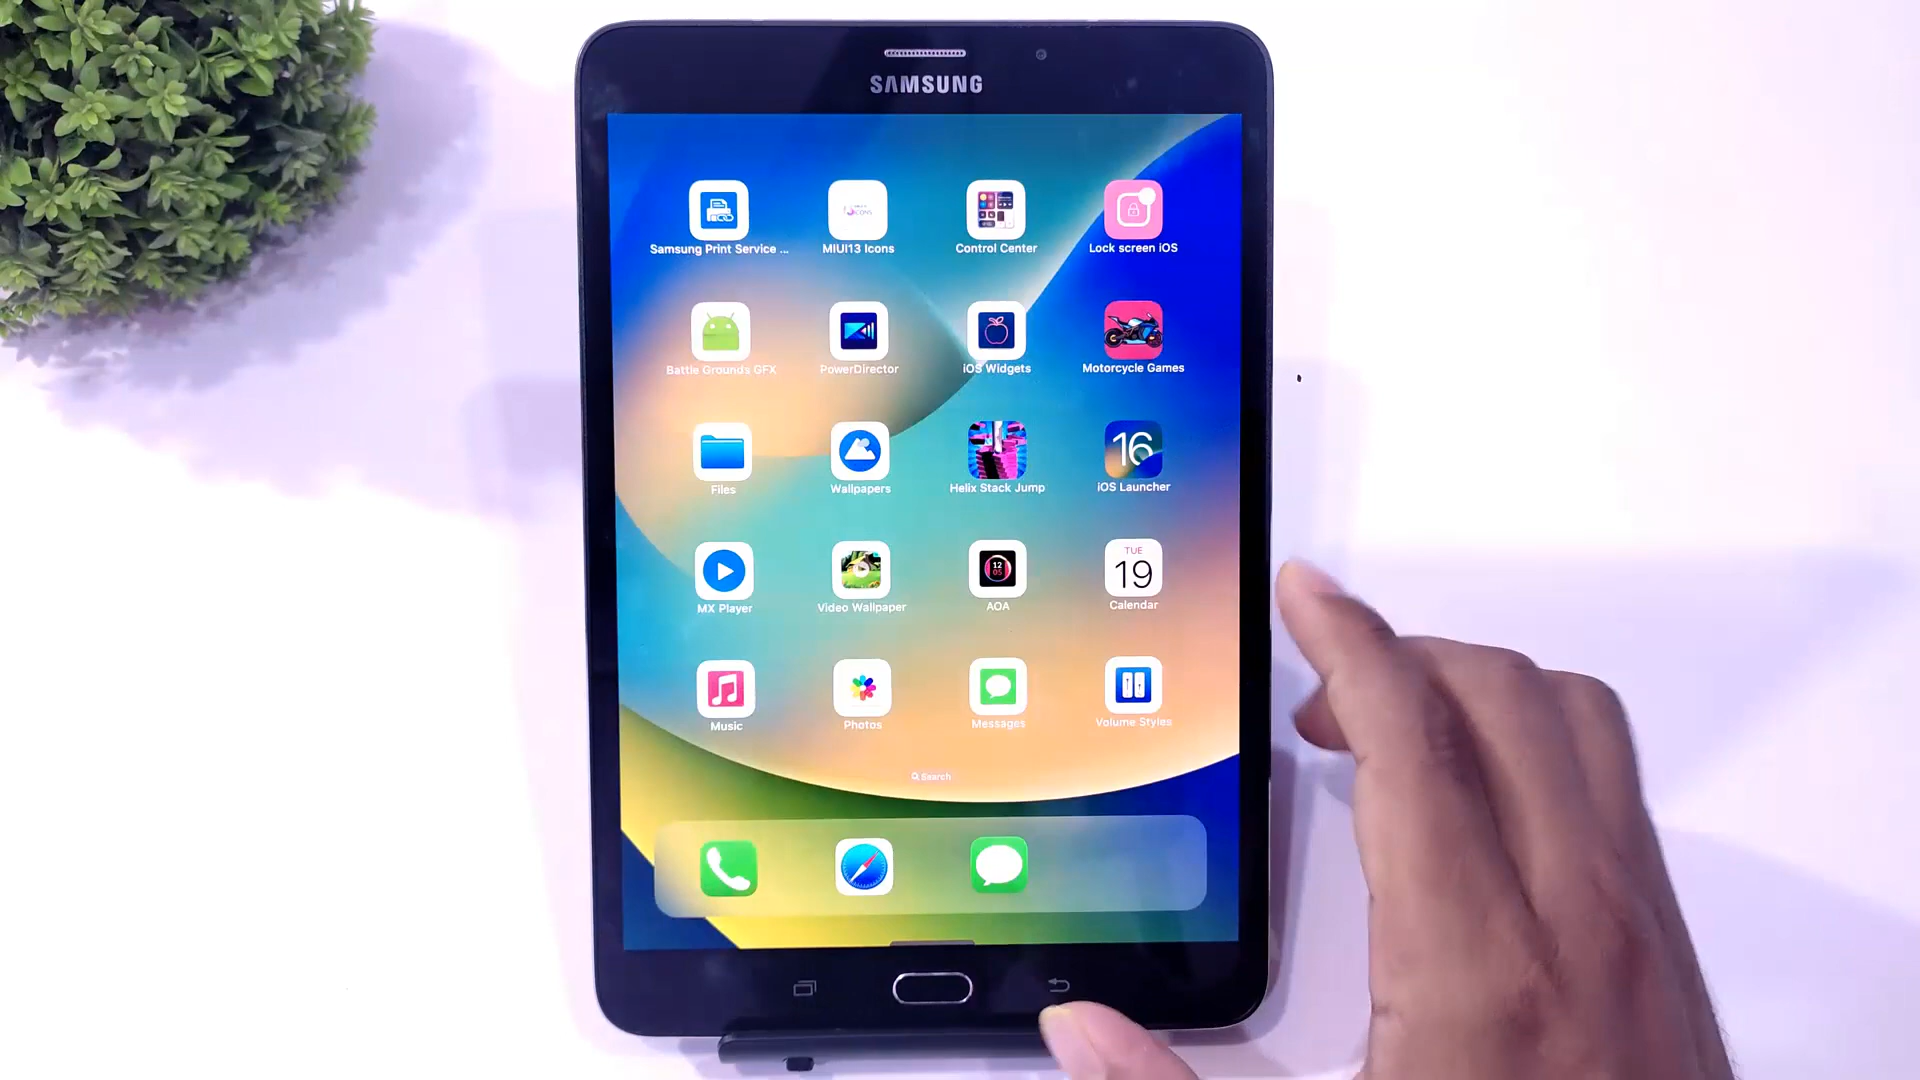 SAMSUNG
Samsung Print Service ...
MIUI13 Icons
Control Center
Lock screen iOS
Battle Grounds GFX
PowerDirector
iOS Widgets
Motorcycle Games
16
Files
Wallpapers
Helix Stack Jump
iOS Launcher
12
05
TUE
19
MX Player
Video Wallpaper
AOA
Calendar
Music
Photos
Messages
Volume Styles
Search